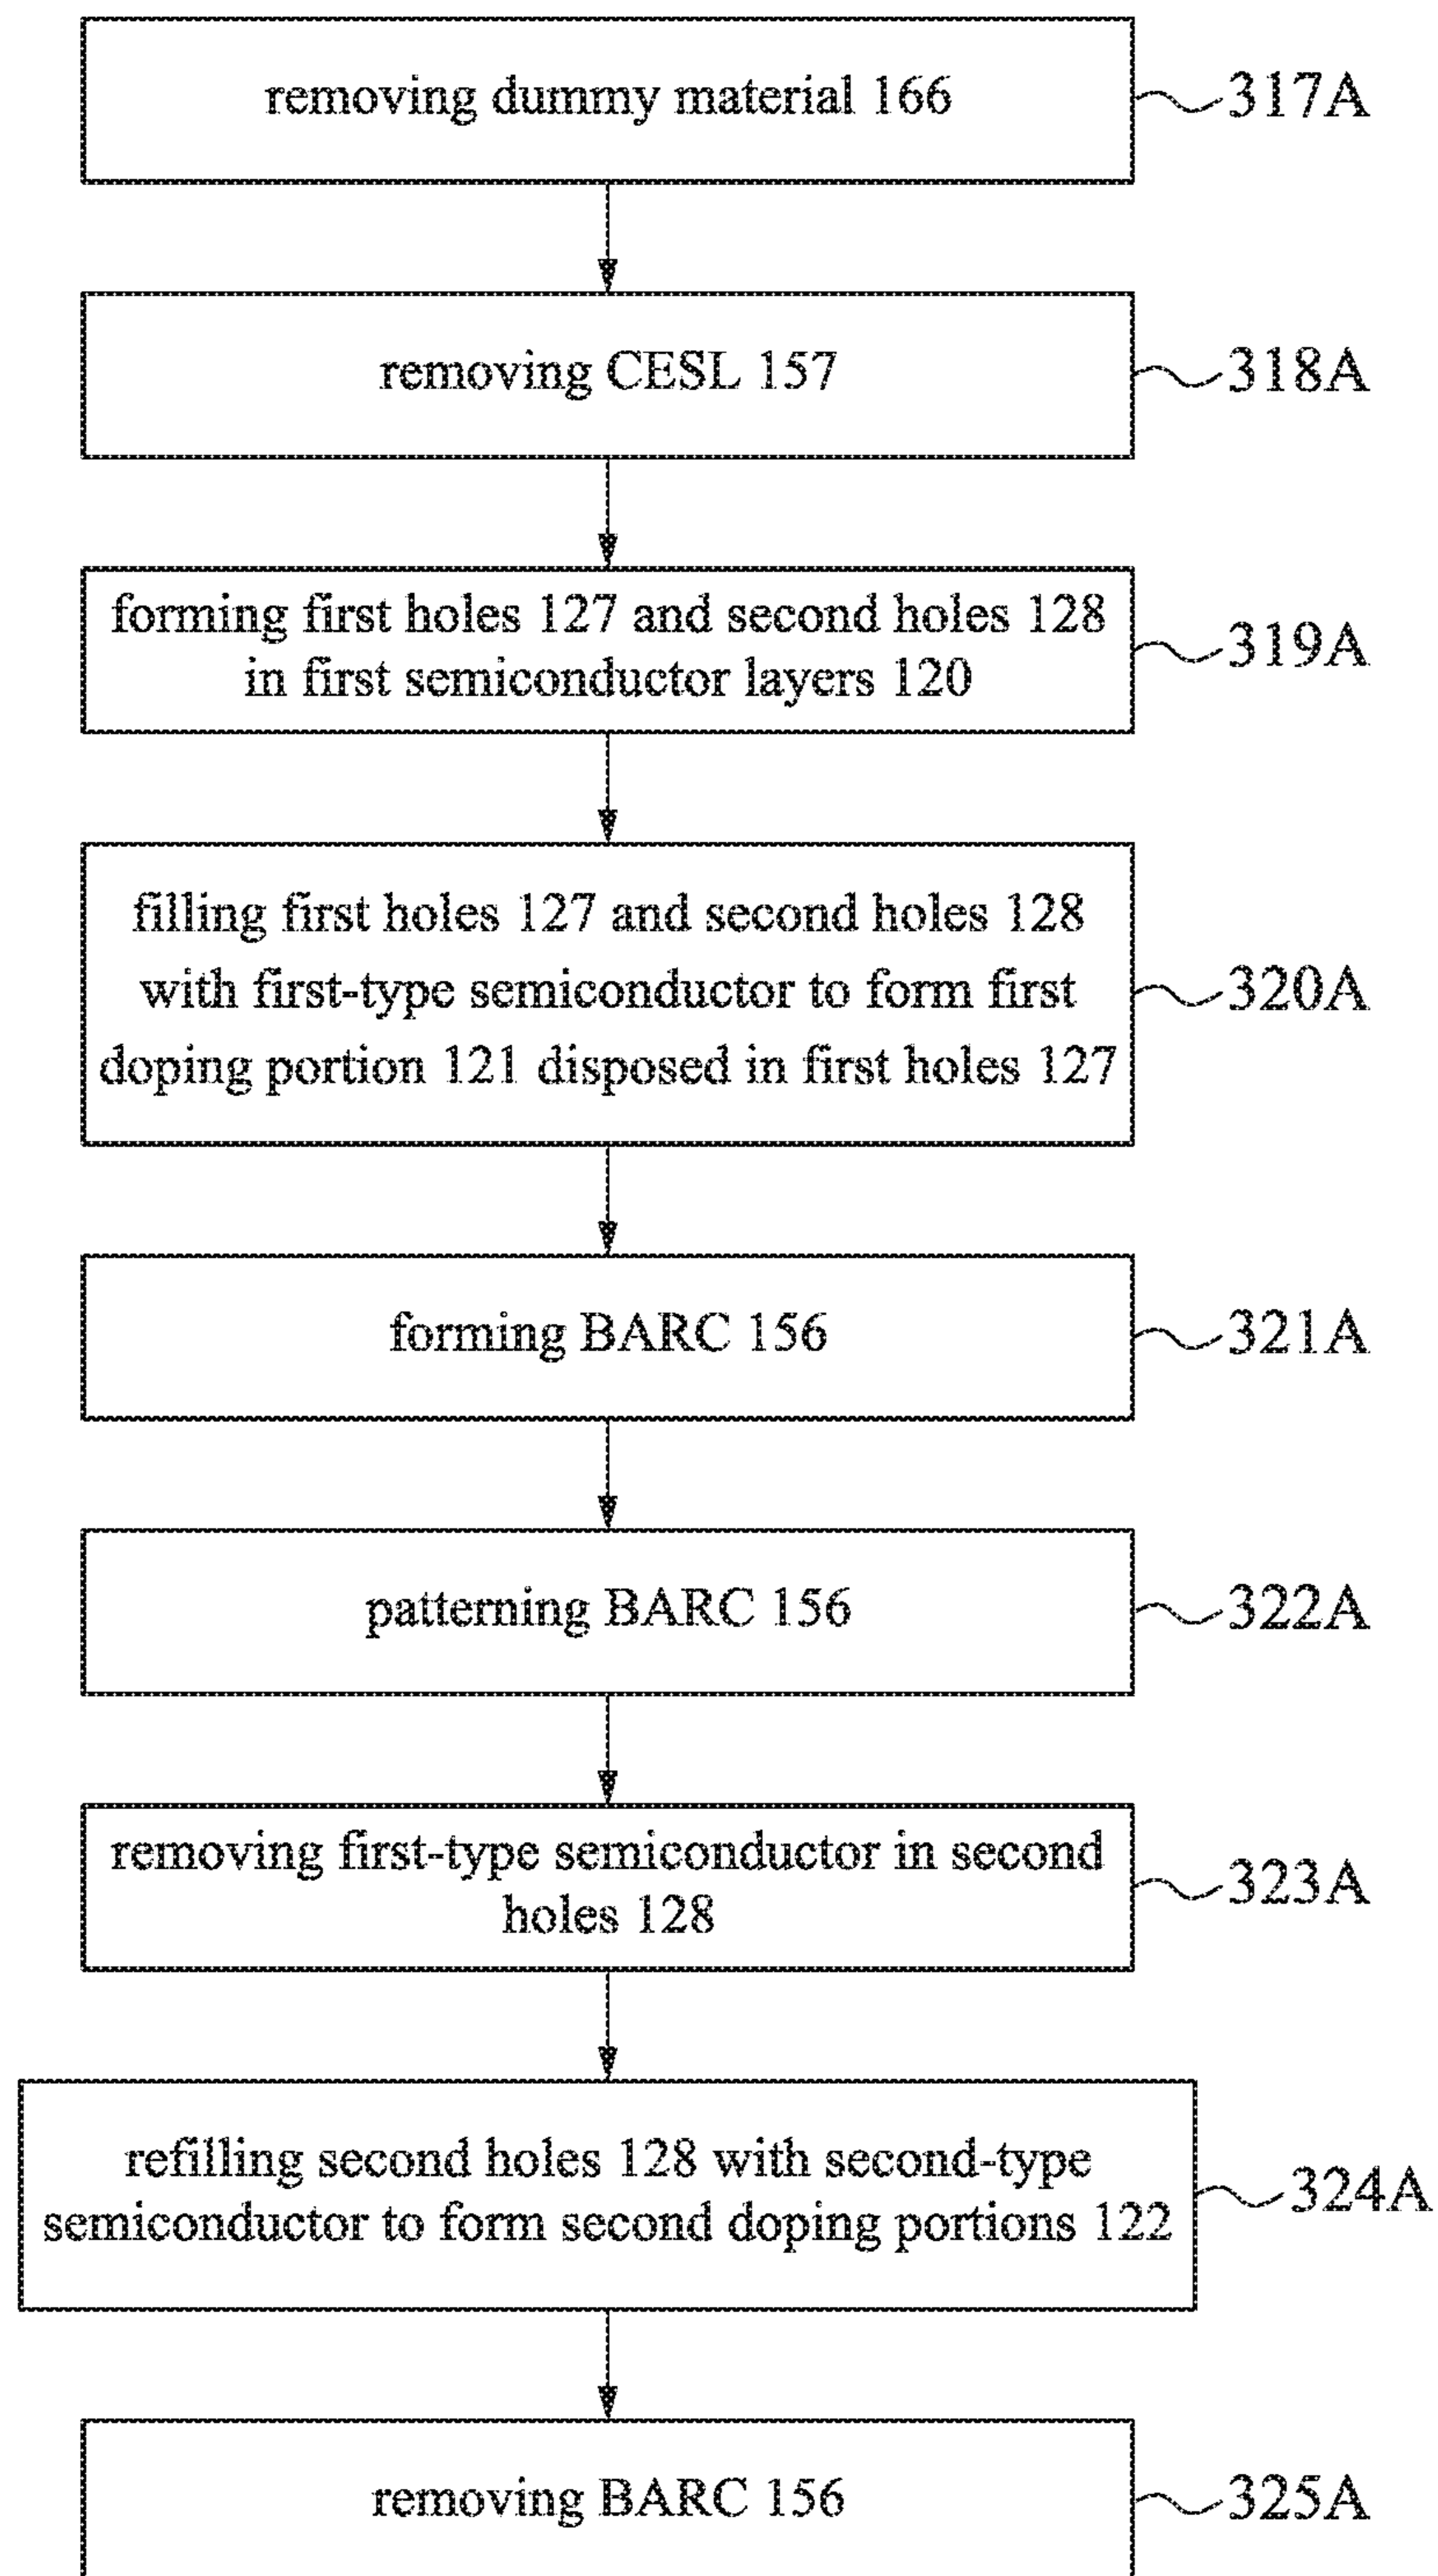 removing dummy material 166
317A
removing CESL 157
318A
forming first holes 127 and second holes 128
in first semiconductor layers 120
319A
filling first holes 127 and second holes 128
with first-type semiconductor to form first
doping portion 121 disposed in first holes 127
320A
forming BARC 156
321A
patterning BARC 156
322A
removing first-type semiconductor in second
holes 128
323A
refilling second holes 128 with second-type
semiconductor to form second doping portions 122
324A
removing BARC 156
325A